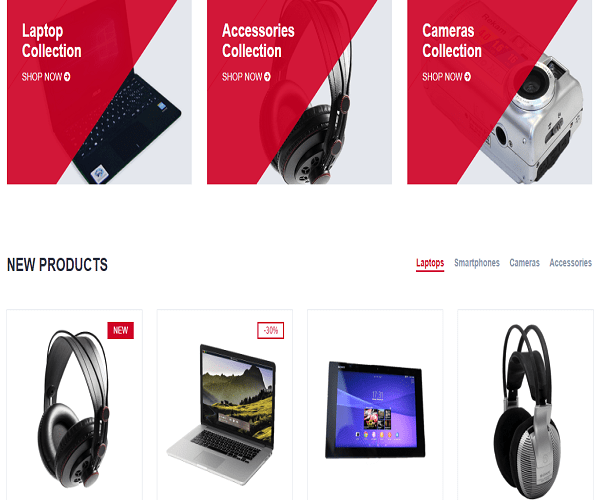 Laptop
Collection
SHOP NOW
Accessories
Collection
SHOP NOW
Cameras
Collection
SHOP NOW
NEW PRODUCTS
Laptops Smartphones Cameras Accessories
NEW
-30%